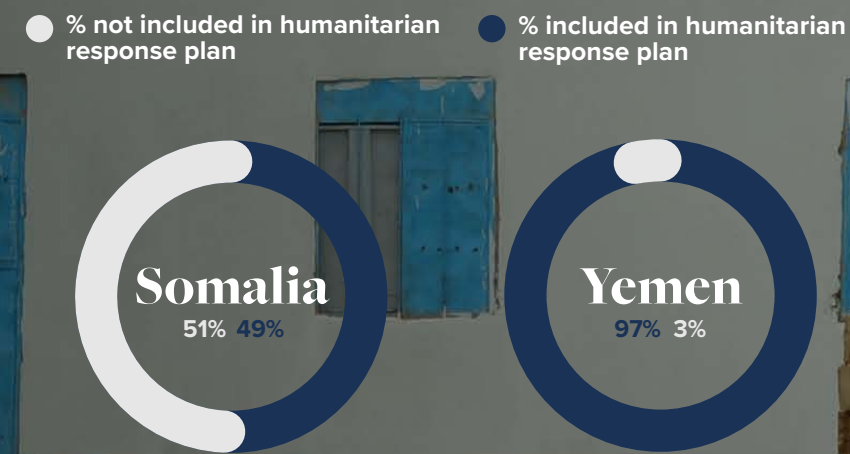 % not included in humanitarian
response plan
% included in humanitarian
response plan
Somalia
51% 49%
Yemen
97% 3%